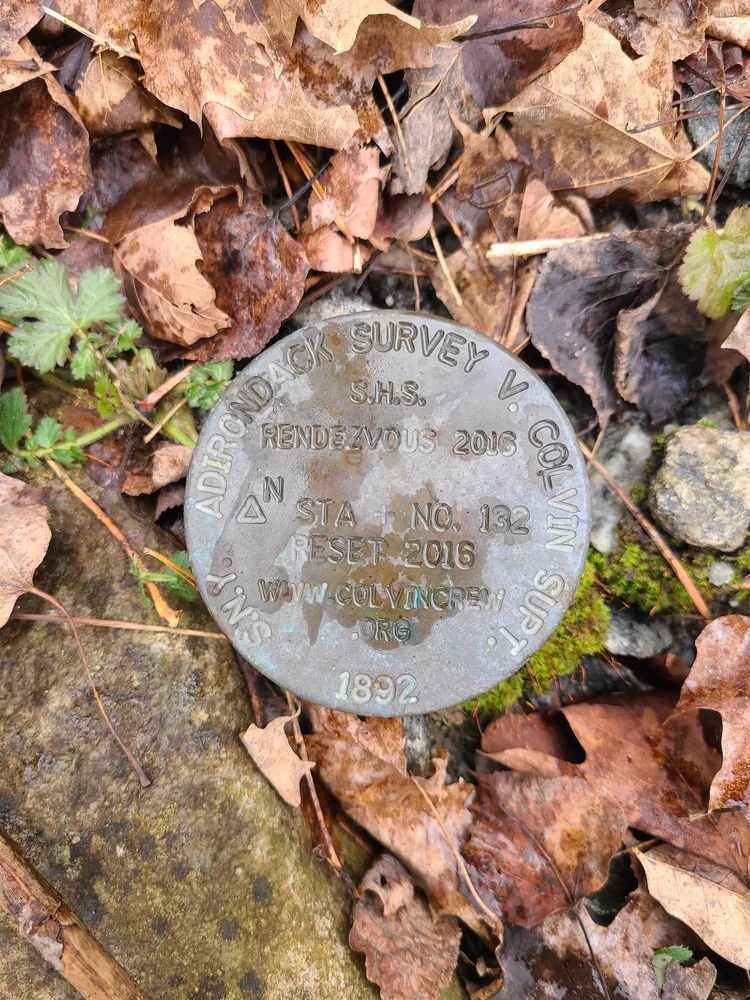 S.N.Y. ADIRONDACK SURVEY V. COLVIN SUPT.
S.H.S.
RENDEZVOUS 2016
N
△ STA + NO. 132
RESET 2016
WWW.COLVINCREW
.ORG
1892